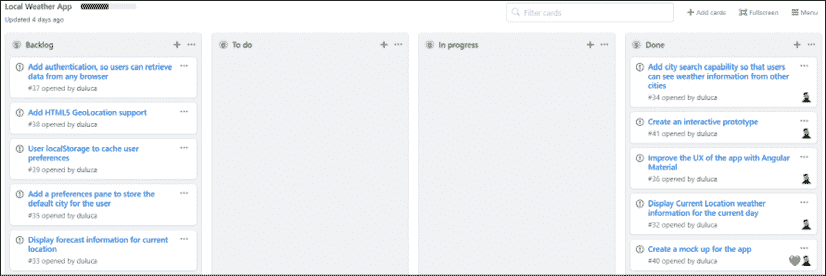 Local Weather App
Updated 4 days ago
Filter cards
Add cards
Fullscreen
Menu
5 Backlog
Add authentication, so users can retrieve
data from any browser
#37 opened by duluca
Add HTML5 GeoLocation support
#38 opened by duluca
User localStorage to cache user
preferences
#39 opened by duluca
Add a preferences pane to store the
default city for the user
#35 opened by duluca
Display forecast information for current
location
#33 opened by duluca
0 To do
0 In progress
Done
Add city search capability so that users
can see weather information from other
cities
#34 opened by duluca
Create an interactive prototype
#41 opened by duluca
Improve the UX of the app with Angular
Material
#36 opened by duluca
Display Current Location weather
information for the current day
#32 opened by duluca
Create a mock up for the app
#40 opened by duluca